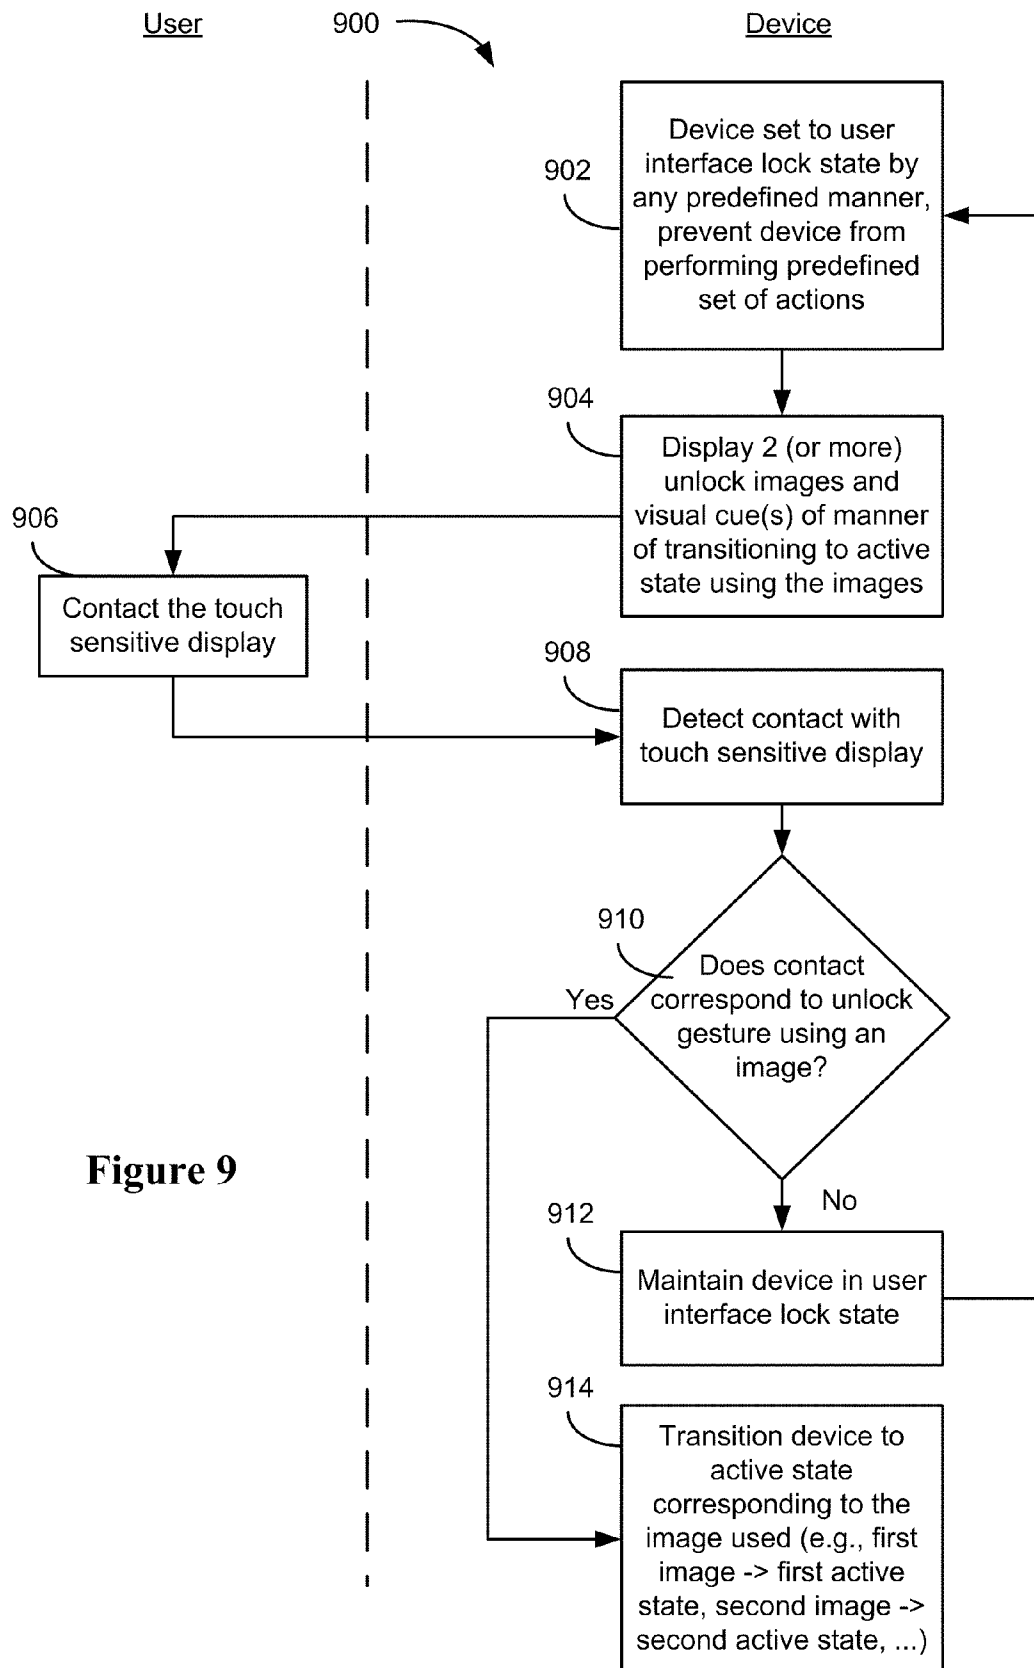 User
900
Device
902
Device set to user
interface lock state by
any predefined manner,
prevent device from
performing predefined
set of actions
904
Display 2 (or more)
unlock images and
visual cue(s) of manner
of transitioning to active
state using the images
906
Contact the touch
sensitive display
908
Detect contact with
touch sensitive display
910
Does contact
correspond to unlock
gesture using an
image?
Yes
No
Figure 9
912
Maintain device in user
interface lock state
914
Transition device to
active state
corresponding to the
image used (e.g., first
image -> first active
state, second image ->
second active state, ...)